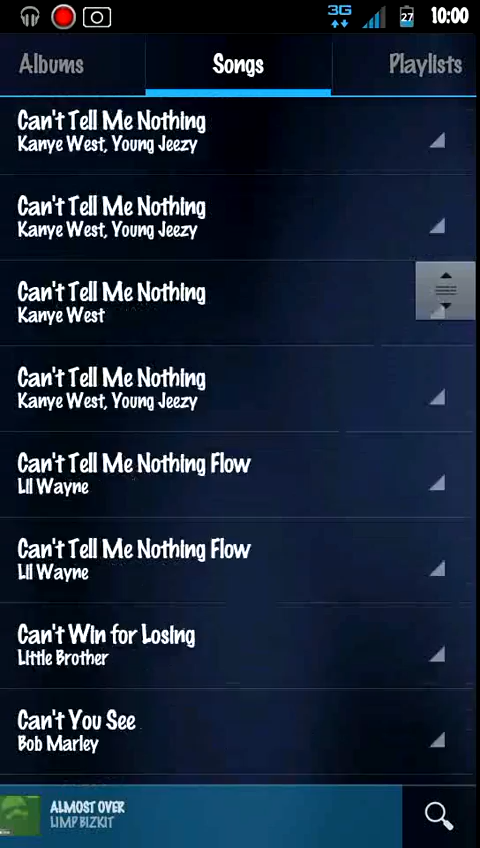 3G 27 10:00
Albums Songs Playlists
Can't Tell Me Nothing
Kanye West, Young Jeezy
Can't Tell Me Nothing
Kanye West, Young Jeezy
Can't Tell Me Nothing
Kanye West
Can't Tell Me Nothing
Kanye West, Young Jeezy
Can't Tell Me Nothing Flow
Lil Wayne
Can't Tell Me Nothing Flow
Lil Wayne
Can't Win for Losing
Little Brother
Can't You See
Bob Marley
ALMOST OVER
LIMP BIZKIT